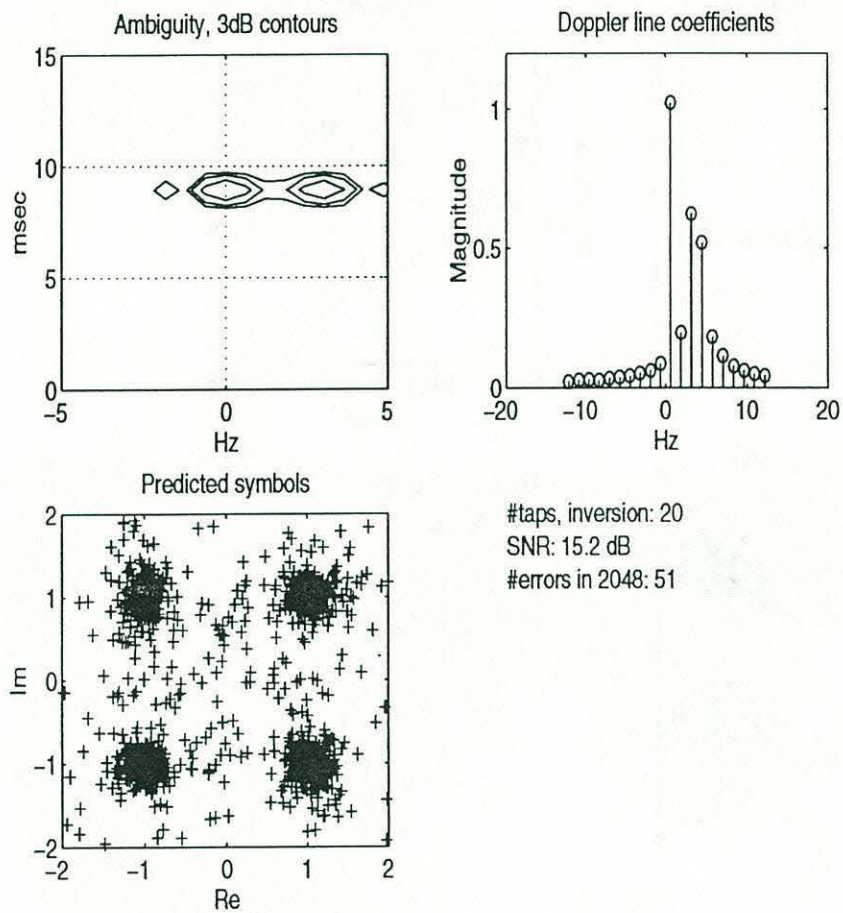 Ambiguity, 3dB contours
15
10
5
0
msec
−5
0
5
Hz
Doppler line coefficients
1
0.5
0
Magnitude
−20
−10
0
10
20
Hz
Predicted symbols
2
1
0
−1
−2
Im
−2
−1
0
1
2
Re
#taps, inversion: 20
SNR: 15.2 dB
#errors in 2048: 51